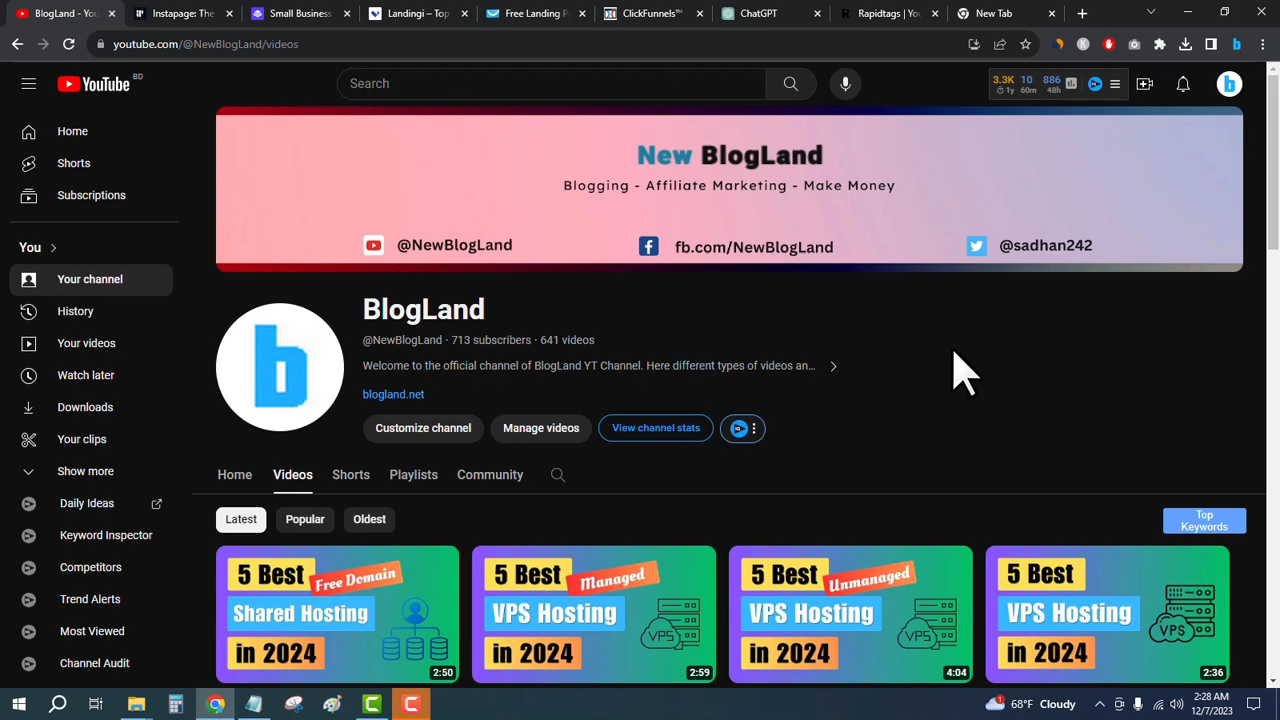 BlogLand - Yo
Instapage: The
Small Business
Landingi – Top
Free Landing P
ClickFunnels™
ChatGPT
Rapidtags | You
New Tab
youtube.com/@NewBlogLand/videos
YouTube BD
Search
3.3K 10 886
1y 60m 48h
b
Home
Shorts
Subscriptions
You
Your channel
History
Your videos
Watch later
Downloads
Your clips
Show more
Daily Ideas
Keyword Inspector
Competitors
Trend Alerts
Most Viewed
Channel Audit
New BlogLand
Blogging - Affiliate Marketing - Make Money
@NewBlogLand
fb.com/NewBlogLand
@sadhan242
b
BlogLand
@NewBlogLand · 713 subscribers · 641 videos
Welcome to the official channel of BlogLand YT Channel. Here different types of videos an...
blogland.net
Customize channel
Manage videos
View channel stats
Home
Videos
Shorts
Playlists
Community
Latest
Popular
Oldest
Top
Keywords
5 Best Free Domain
Shared Hosting
in 2024
2:50
5 Best Managed
VPS Hosting
VPS
in 2024
2:59
5 Best Unmanaged
VPS Hosting
VPS
in 2024
4:04
5 Best
VPS Hosting
VPS
in 2024
2:36
68°F Cloudy
2:28 AM
12/7/2023